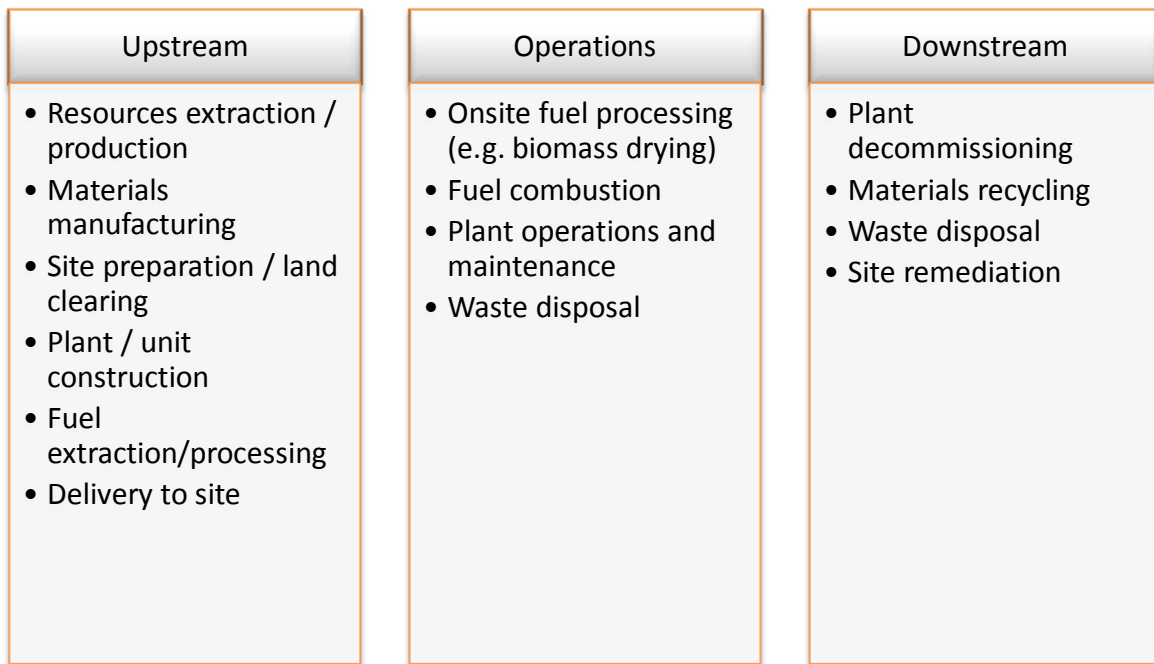 Upstream
• Resources extraction /
production
• Materials
manufacturing
• Site preparation / land
clearing
• Plant / unit
construction
• Fuel
extraction/processing
• Delivery to site
Operations
• Onsite fuel processing
(e.g. biomass drying)
• Fuel combustion
• Plant operations and
maintenance
• Waste disposal
Downstream
• Plant
decommissioning
• Materials recycling
• Waste disposal
• Site remediation